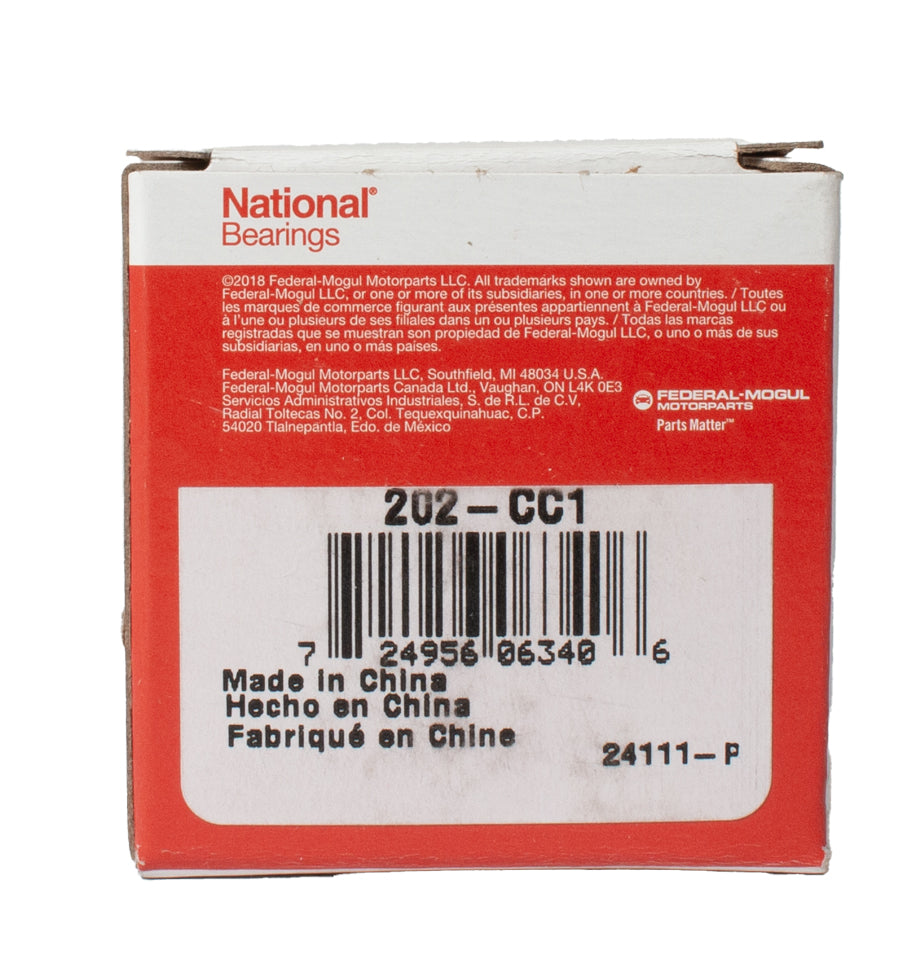 National®
Bearings
©2018 Federal-Mogul Motorparts LLC. All trademarks shown are owned by
Federal-Mogul LLC, or one or more of its subsidiaries, in one or more countries. / Toutes
les marques de commerce figurant aux présentes appartiennent à Federal-Mogul LLC ou
à l'une ou plusieurs de ses filiales dans un ou plusieurs pays. / Todas las marcas
registradas que se muestran son propiedad de Federal-Mogul LLC, o uno o más de sus
subsidiarias, en uno o más países.
Federal-Mogul Motorparts LLC, Southfield, MI 48034 U.S.A.
Federal-Mogul Motorparts Canada Ltd., Vaughan, ON L4K 0E3
Servicios Administrativos Industriales, S. de R.L. de C.V,
Radial Toltecas No. 2, Col. Tequexquinahuac, C.P.
54020 Tlalnepantla, Edo. de México
FEDERAL-MOGUL
MOTORPARTS
Parts Matter™
202-CC1
7 24956 06340 6
Made in China
Hecho en China
Fabriqué en Chine
24111-P